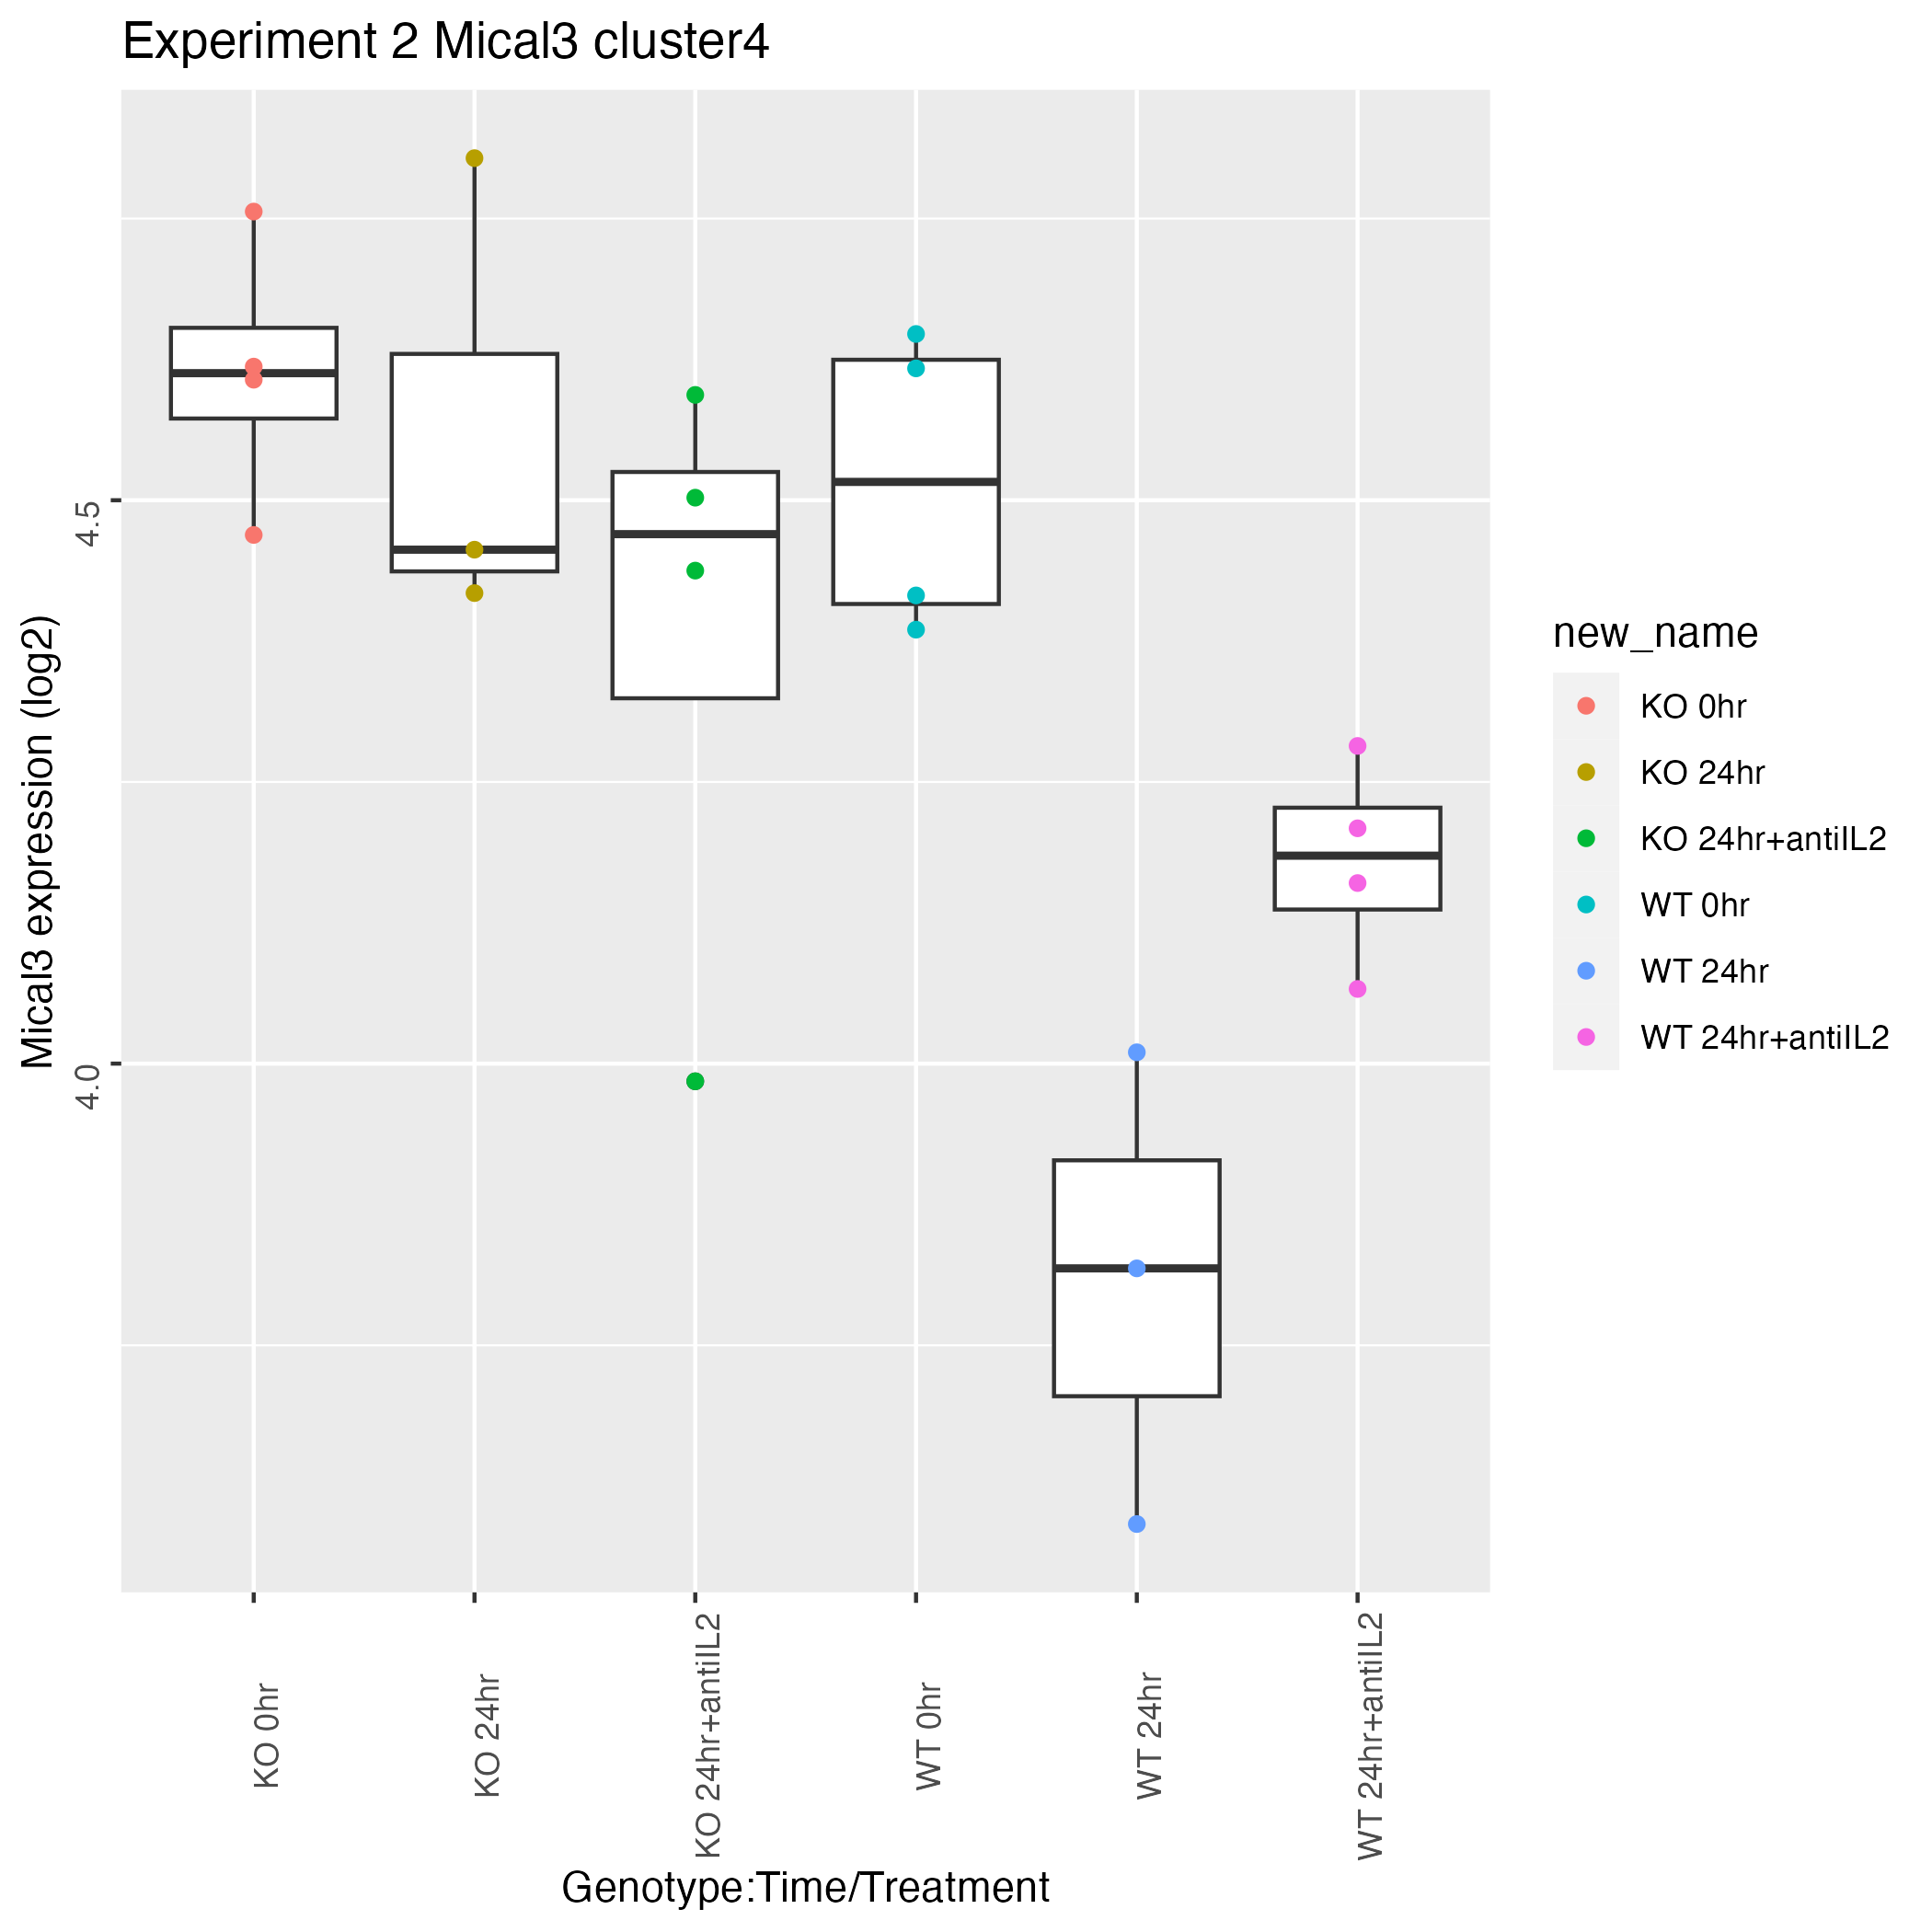 Experiment 2 Mical3 cluster4
Mical3 expression (log2)
4.5
4.0
KO 0hr
KO 24hr
KO 24hr+antiIL2
WT 0hr
WT 24hr
WT 24hr+antiIL2
Genotype:Time/Treatment
new_name
KO 0hr
KO 24hr
KO 24hr+antiIL2
WT 0hr
WT 24hr
WT 24hr+antiIL2